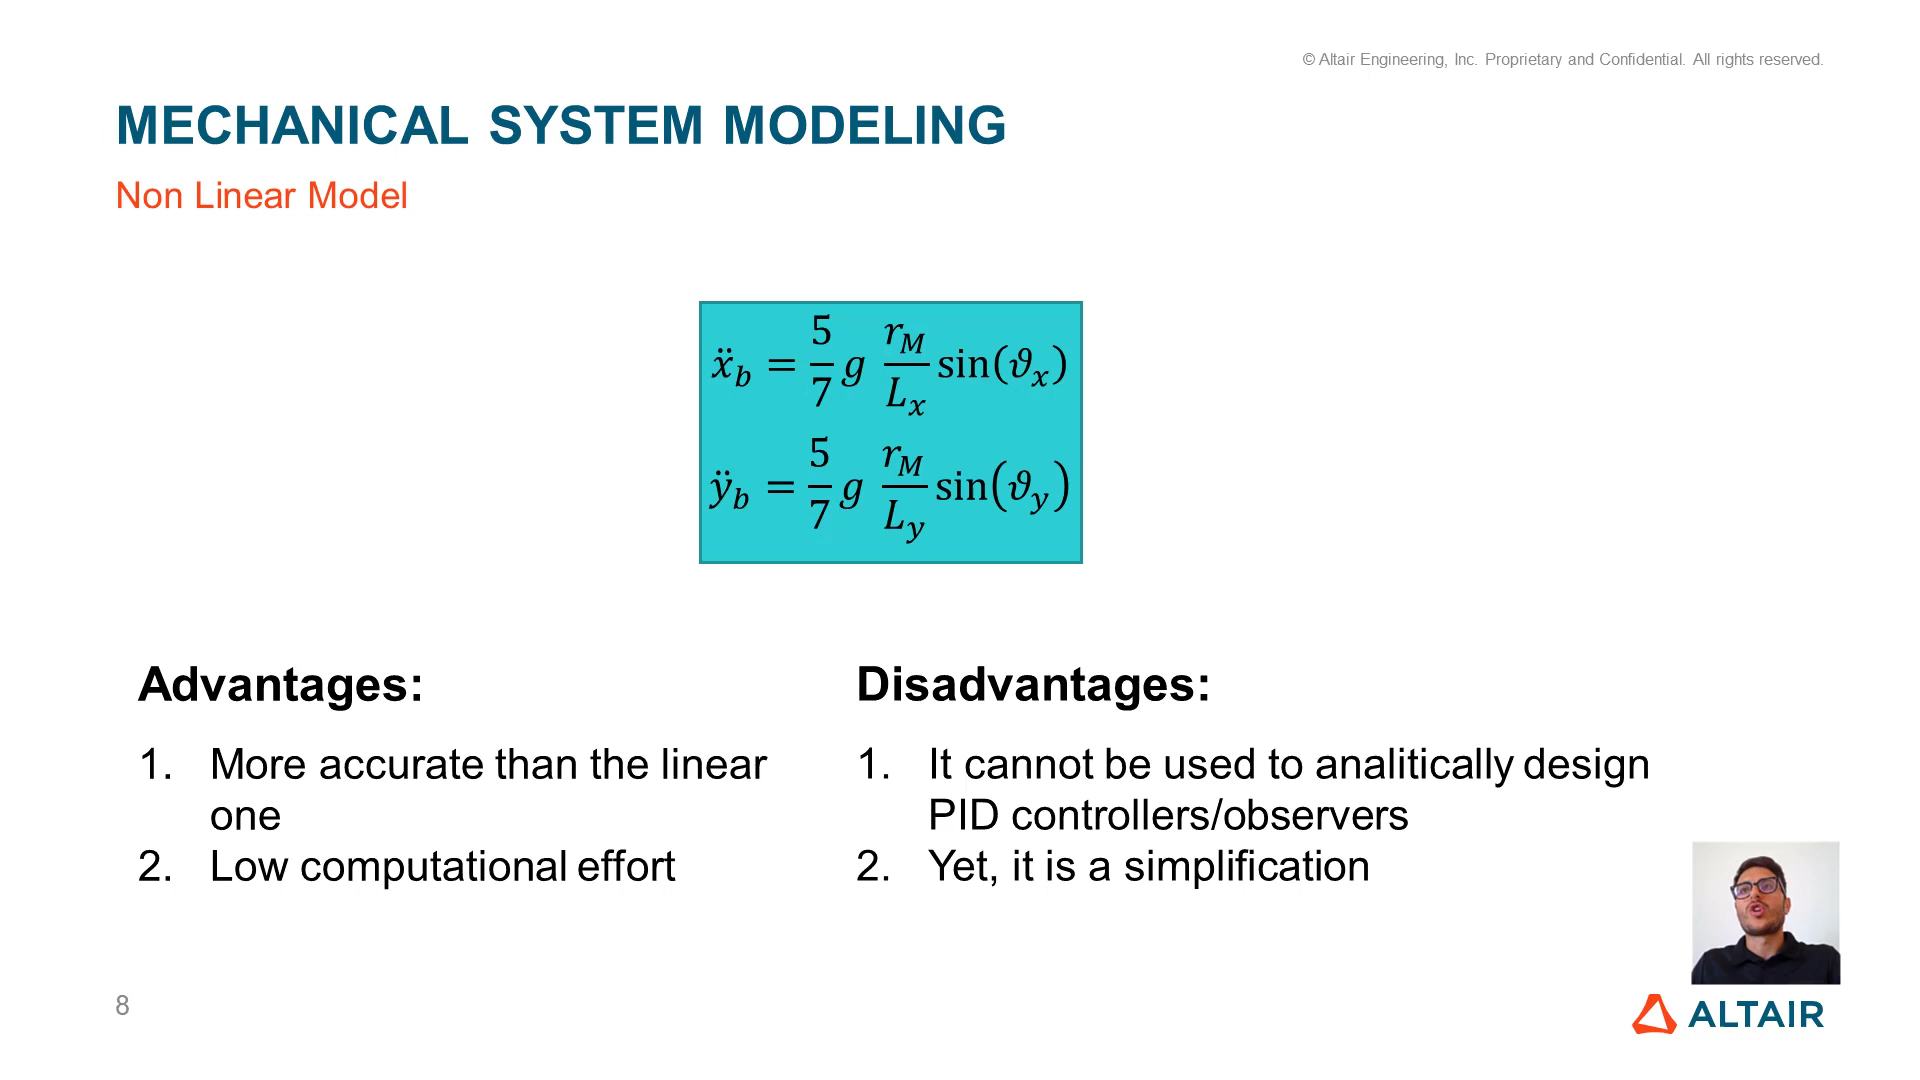 © Altair Engineering, Inc. Proprietary and Confidential. All rights reserved.
MECHANICAL SYSTEM MODELING
Non Linear Model
ẍ_b = 5/7 g r_M/L_x sin(ϑ_x)
ÿ_b = 5/7 g r_M/L_y sin(ϑ_y)
Advantages:
1. More accurate than the linear
one
2. Low computational effort
Disadvantages:
1. It cannot be used to analitically design
PID controllers/observers
2. Yet, it is a simplification
8
ALTAIR